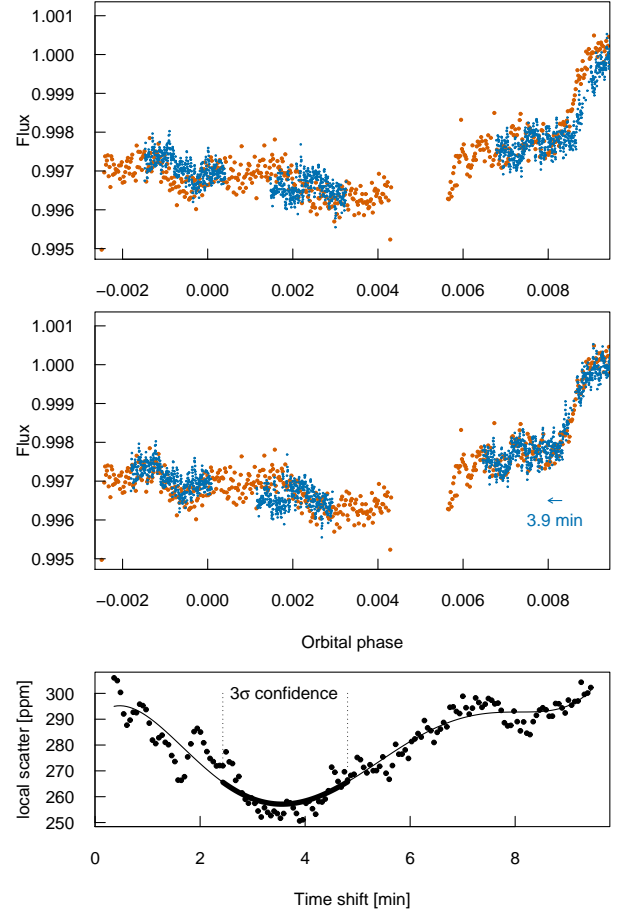 1.001
1.000
0.999
0.998
0.997
0.996
0.995
Flux
−0.002 0.000 0.002 0.004 0.006 0.008
1.001
1.000
0.999
0.998
0.997
0.996
0.995
Flux
←
3.9 min
−0.002 0.000 0.002 0.004 0.006 0.008
Orbital phase
300
290
280
270
260
250
local scatter [ppm]
3σ confidence
0 2 4 6 8
Time shift [min]